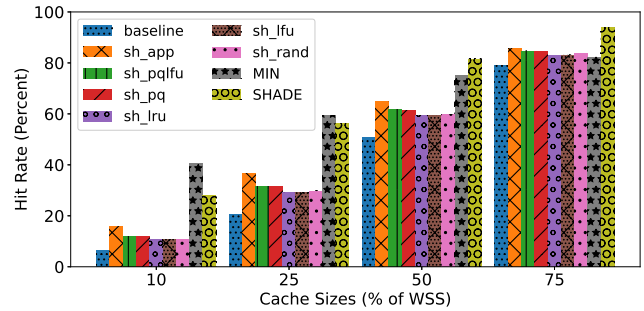 baseline
sh_app
sh_pqlfu
sh_pq
sh_lru
sh_lfu
sh_rand
MIN
SHADE
Hit Rate (Percent)
100
80
60
40
20
0
10 25 50 75
Cache Sizes (% of WSS)